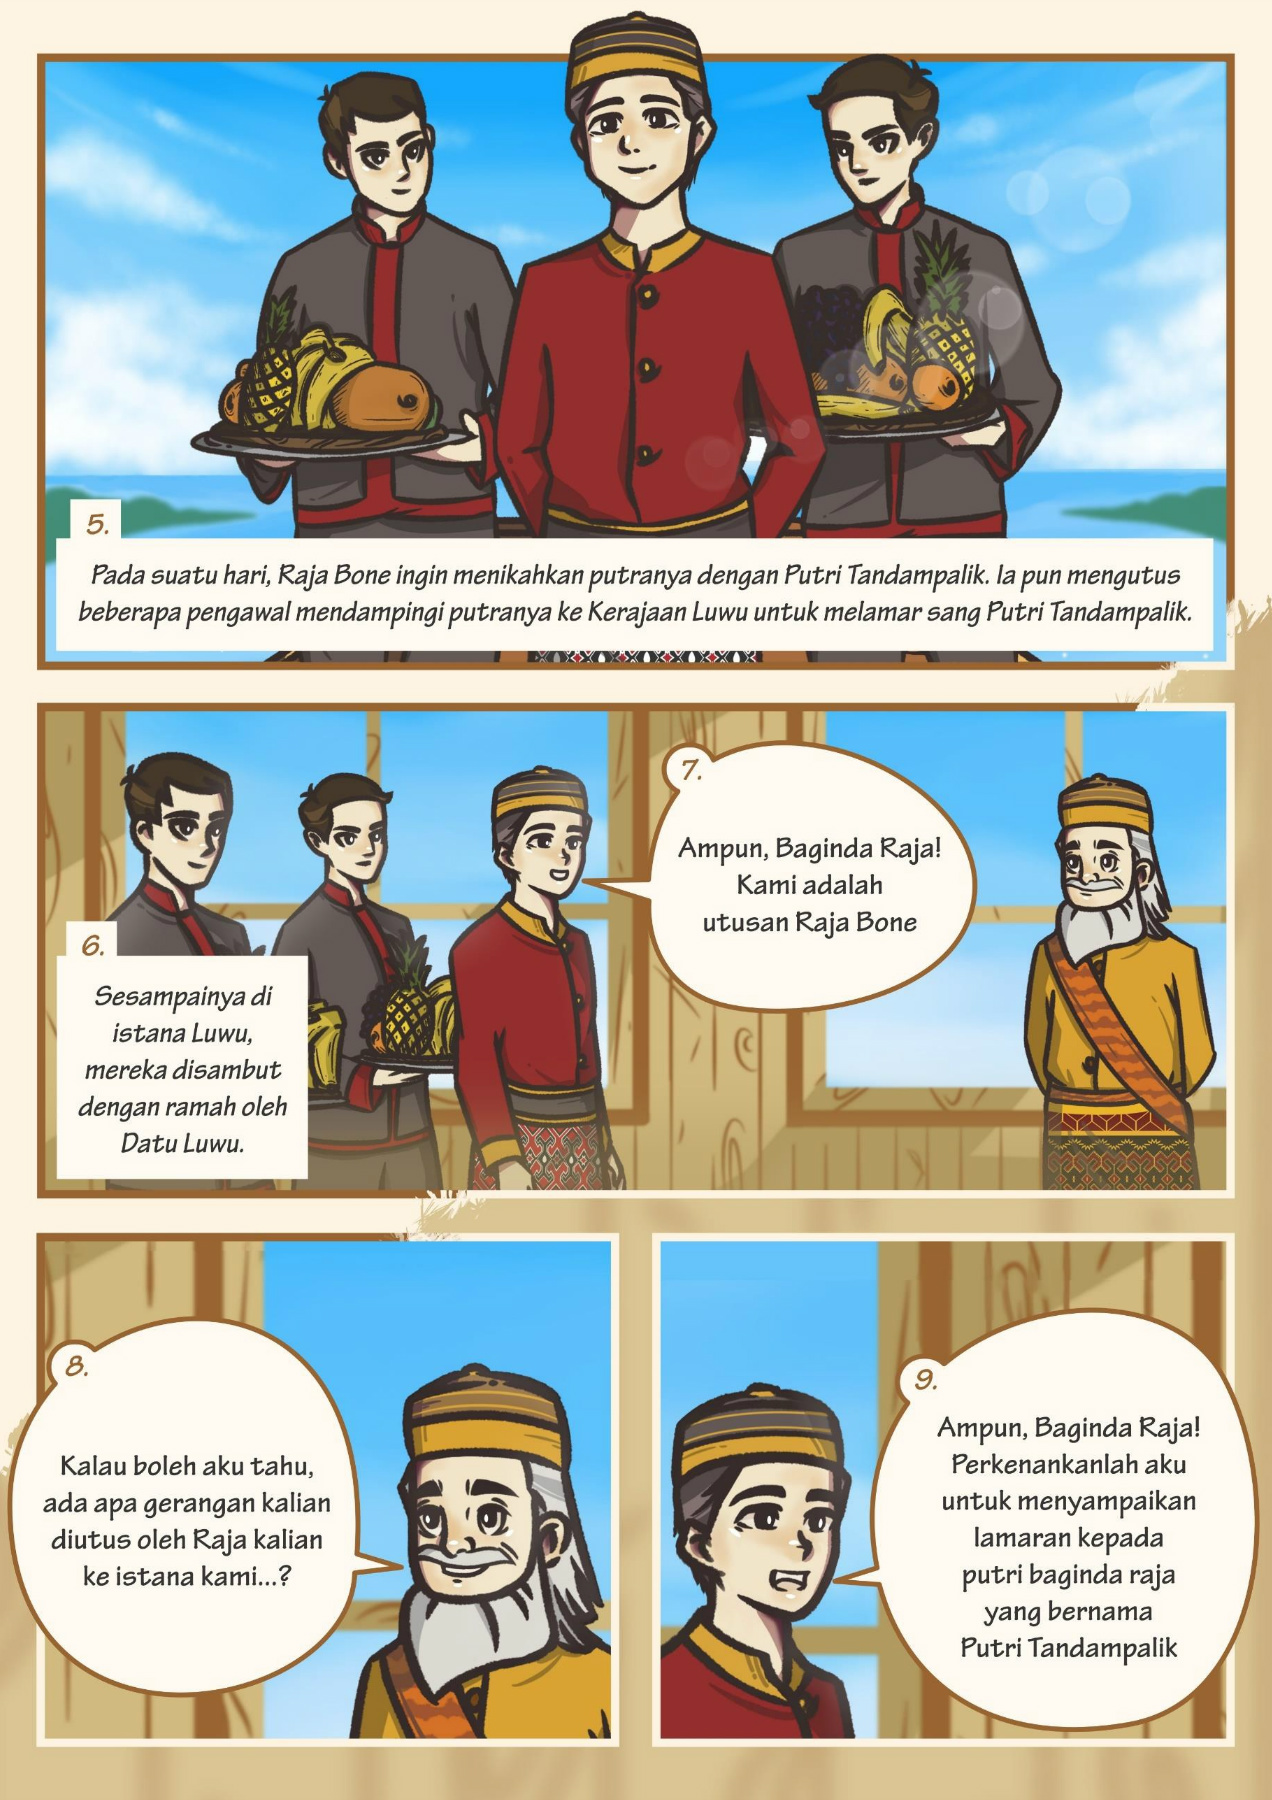 5.
Pada suatu hari, Raja Bone ingin menikahkan putranya dengan Putri Tandampalik. Ia pun mengutus
beberapa pengawal mendampingi putranya ke Kerajaan Luwu untuk melamar sang Putri Tandampalik.
6.
Sesampainya di
istana Luwu,
mereka disambut
dengan ramah oleh
Datu Luwu.
7.
Ampun, Baginda Raja!
Kami adalah
utusan Raja Bone
8.
Kalau boleh aku tahu,
ada apa gerangan kalian
diutus oleh Raja kalian
ke istana kami...?
9.
Ampun, Baginda Raja!
Perkenankanlah aku
untuk menyampaikan
lamaran kepada
putri baginda raja
yang bernama
Putri Tandampalik